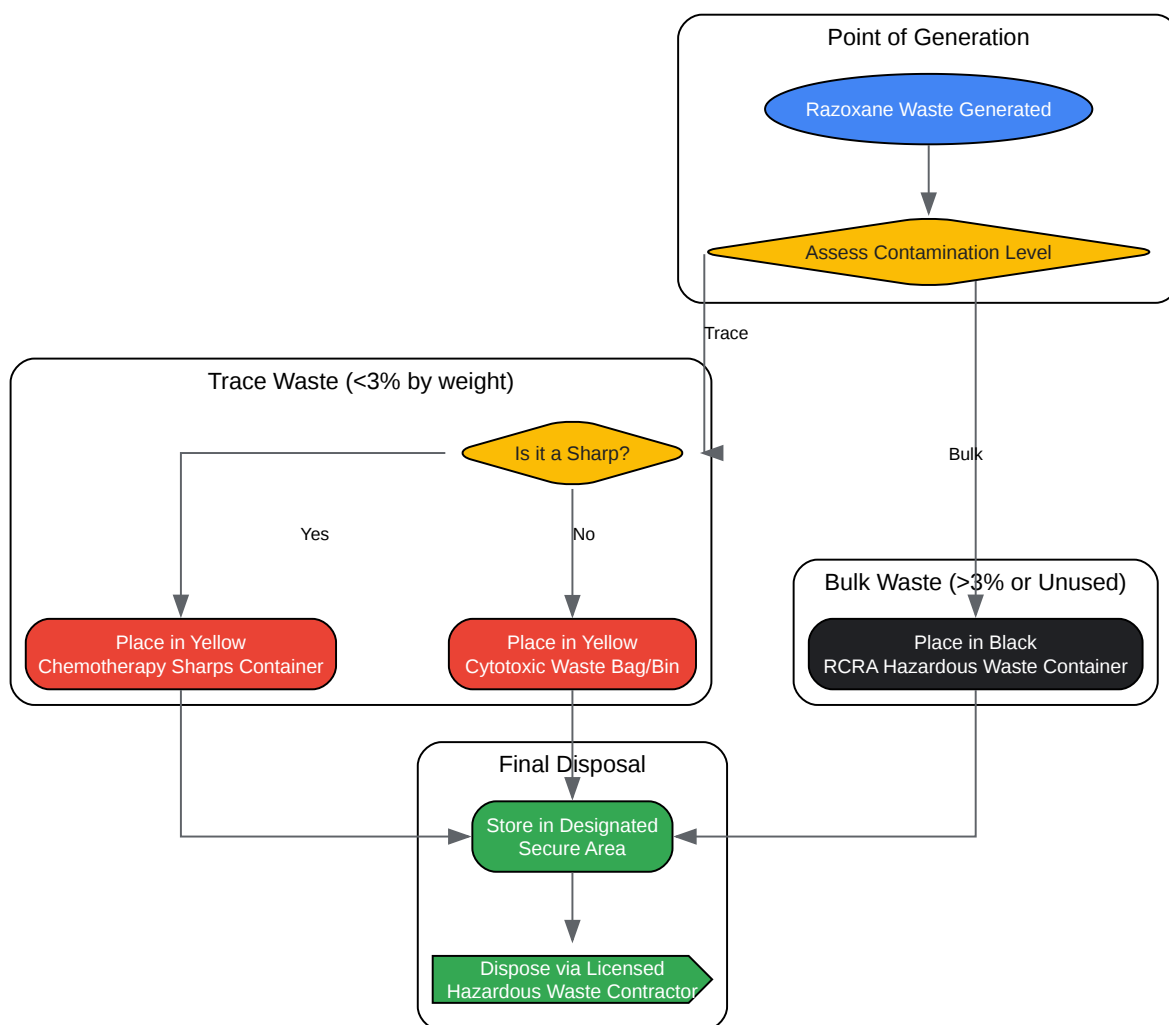 Point of Generation
Razoxane Waste Generated
Assess Contamination Level
Trace
Trace Waste (<3% by weight)
Is it a Sharp?
Bulk
Yes
No
Bulk Waste (>3% or Unused)
Place in Yellow
Chemotherapy Sharps Container
Place in Yellow
Cytotoxic Waste Bag/Bin
Place in Black
RCRA Hazardous Waste Container
Final Disposal
Store in Designated
Secure Area
Dispose via Licensed
Hazardous Waste Contractor